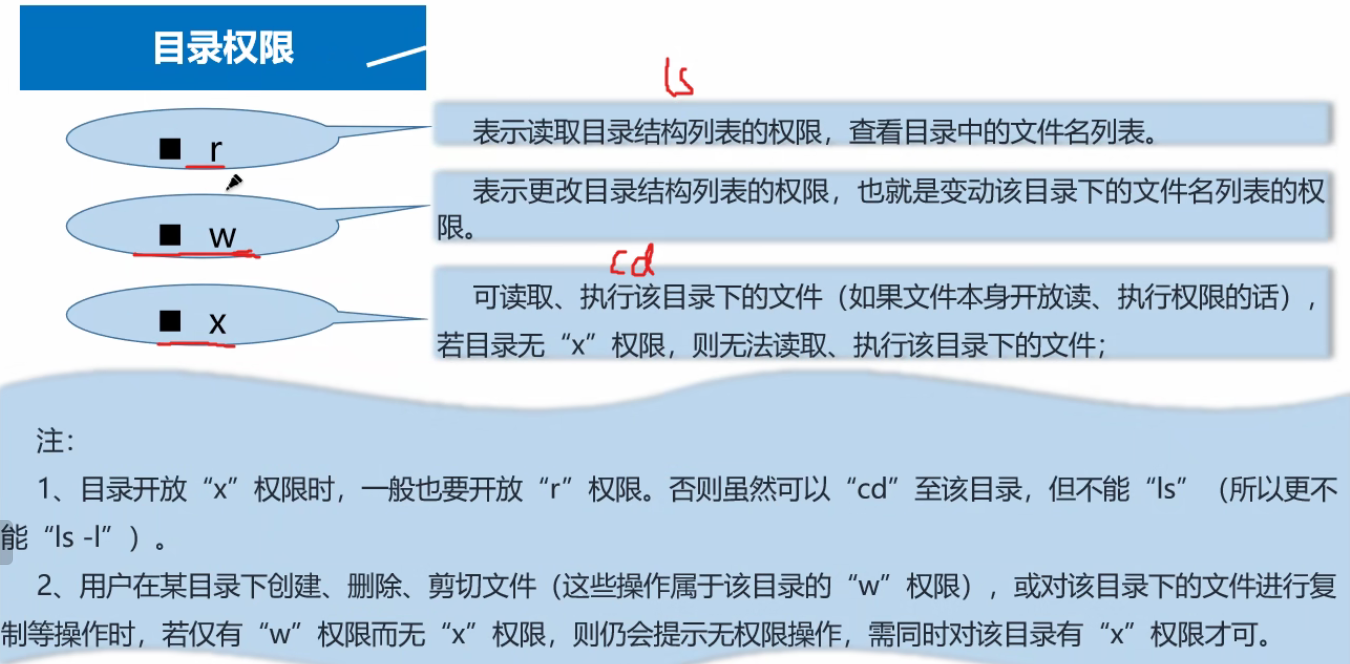 目录权限
ls
■ r
表示读取目录结构列表的权限，查看目录中的文件名列表。
■ w
表示更改目录结构列表的权限，也就是变动该目录下的文件名列表的权
限。
cd
■ x
可读取、执行该目录下的文件（如果文件本身开放读、执行权限的话），
若目录无“x”权限，则无法读取、执行该目录下的文件；
注：
1、目录开放“x”权限时，一般也要开放“r”权限。否则虽然可以“cd”至该目录，但不能“ls”（所以更不
能“ls -l”）。
2、用户在某目录下创建、删除、剪切文件（这些操作属于该目录的“w”权限），或对该目录下的文件进行复
制等操作时，若仅有“w”权限而无“x”权限，则仍会提示无权限操作，需同时对该目录有“x”权限才可。